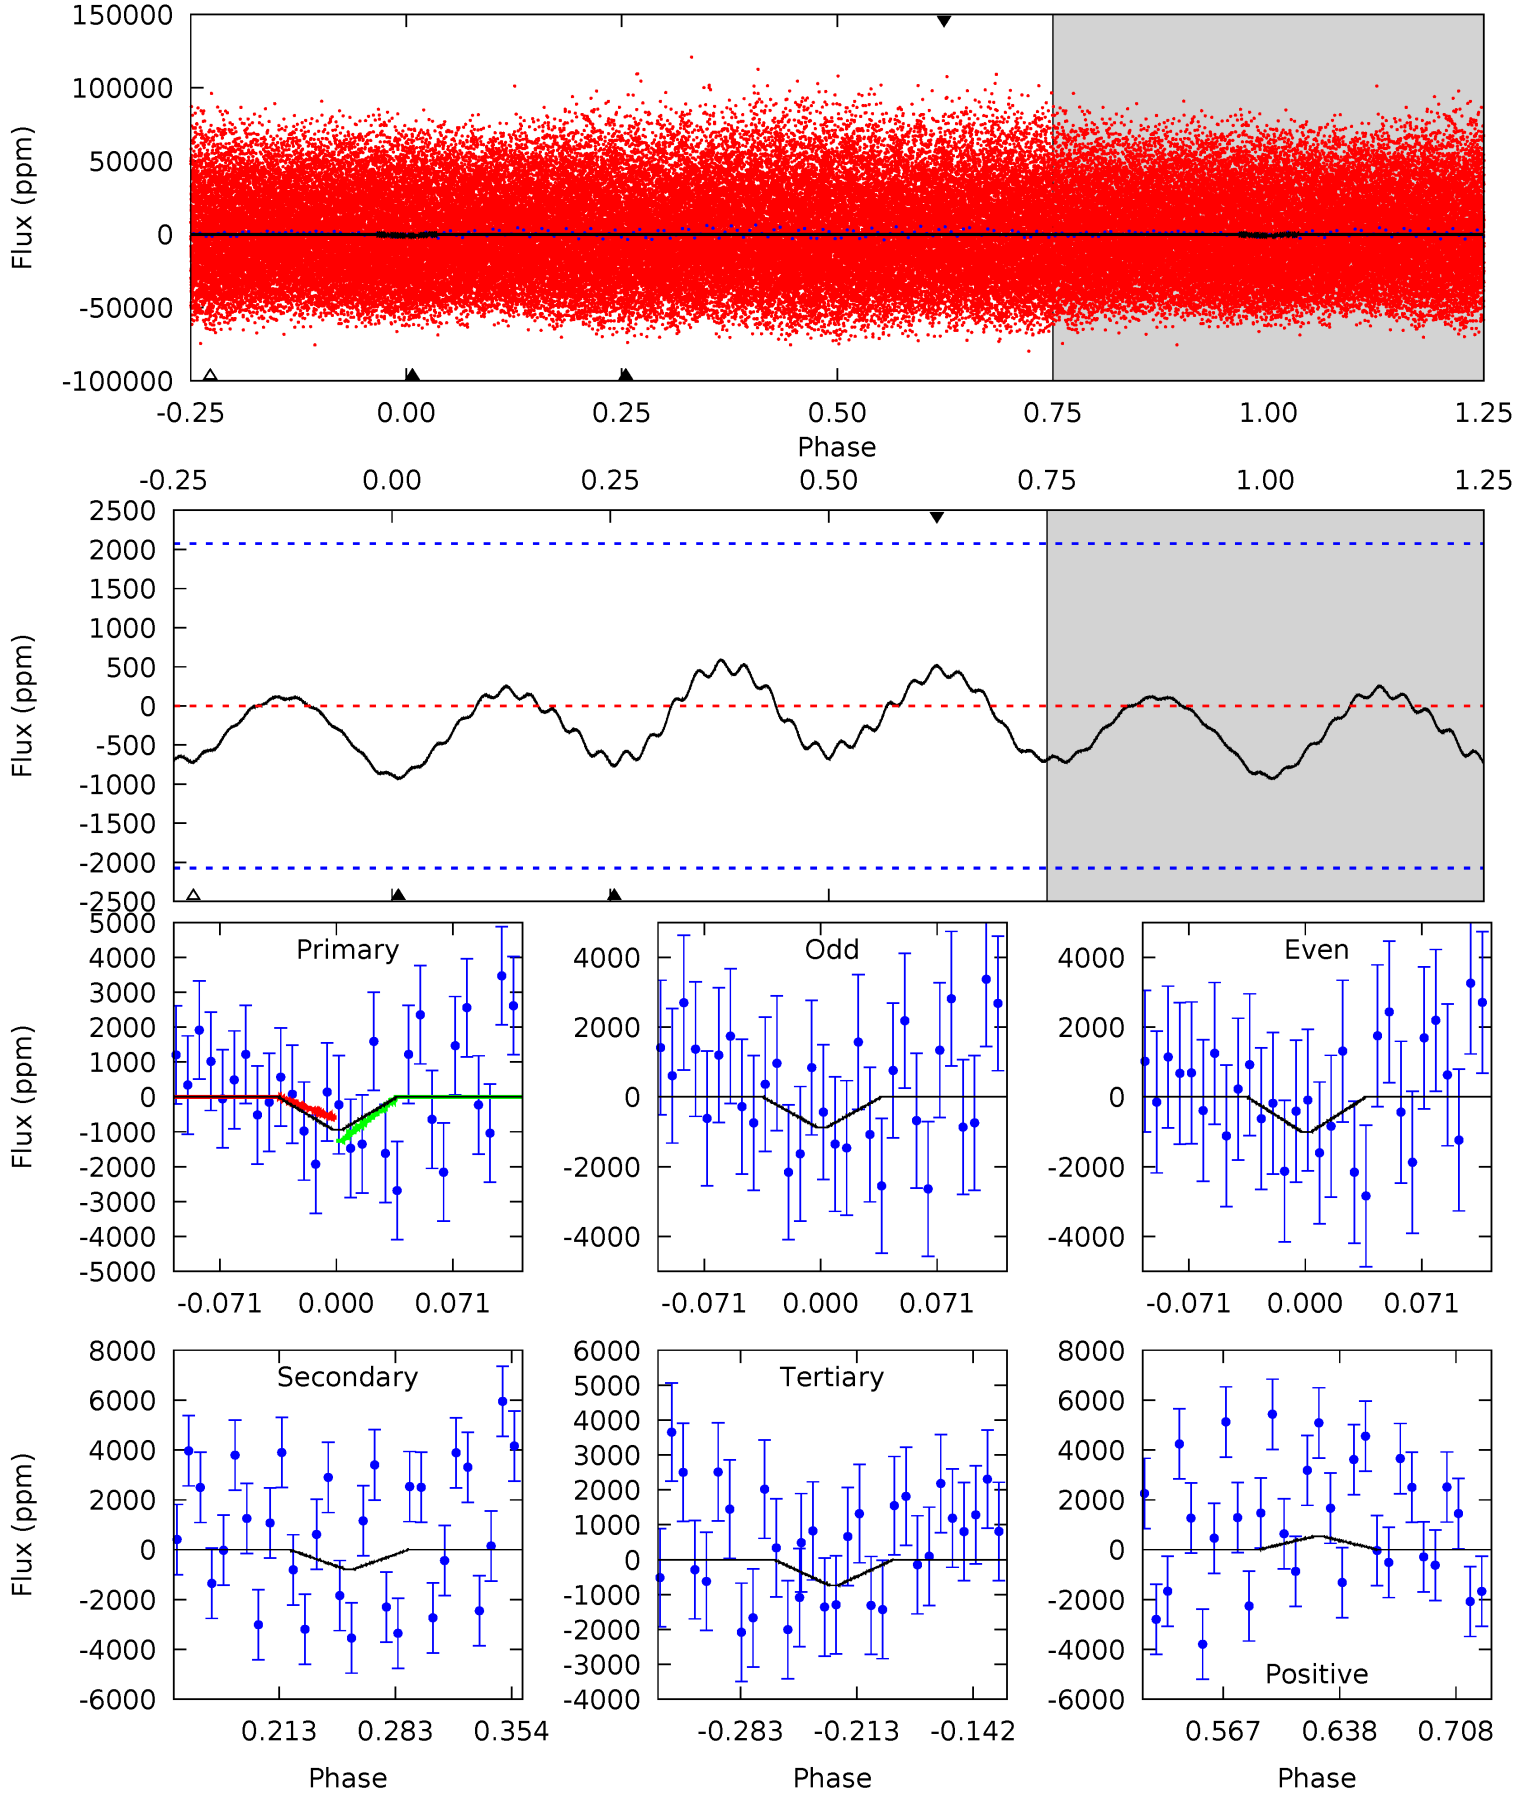 150000
100000
50000
0
-50000
-100000
Flux (ppm)
-0.25 0.00 0.25 0.50 0.75 1.00 1.25
Phase
-0.25 0.00 0.25 0.50 0.75 1.00 1.25
2500
2000
1500
1000
500
0
-500
-1000
-1500
-2000
-2500
Flux (ppm)
Primary
5000
4000
3000
2000
1000
0
-1000
-2000
-3000
-4000
-5000
Flux (ppm)
-0.071 0.000 0.071
Odd
4000
2000
0
-2000
-4000
-0.071 0.000 0.071
Even
4000
2000
0
-2000
-4000
-0.071 0.000 0.071
Secondary
8000
6000
4000
2000
0
-2000
-4000
-6000
Flux (ppm)
0.213 0.283 0.354
Phase
Tertiary
6000
5000
4000
3000
2000
1000
0
-1000
-2000
-3000
-4000
-0.283 -0.213 -0.142
Phase
8000
6000
4000
2000
0
-2000
-4000
-6000
Positive
0.567 0.638 0.708
Phase